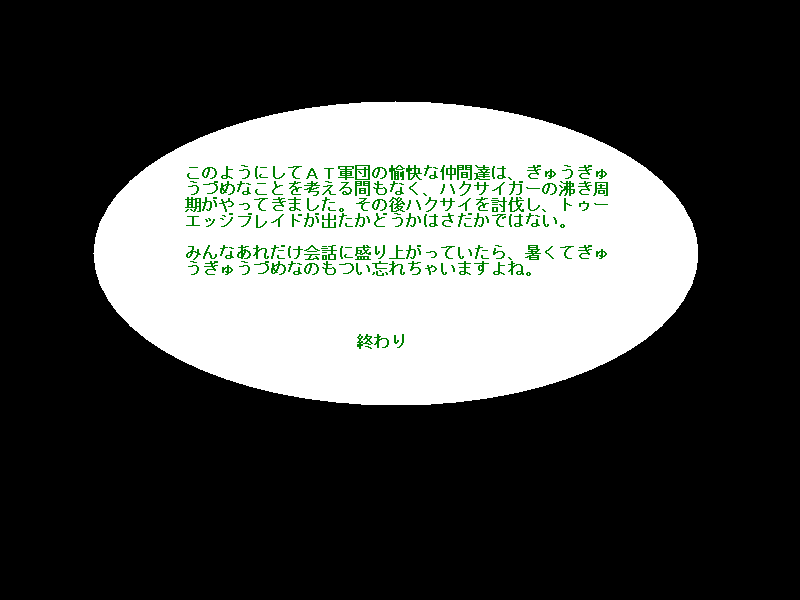 このようにしてＡＴ軍団の愉快な仲間達は、ぎゅうぎゅ
うづめなことを考える間もなく、ハクサイガーの沸き周
期がやってきました。その後ハクサイを討伐し、トゥー
エッジブレイドが出たかどうかはさだかではない。
みんなあれだけ会話に盛り上がっていたら、暑くてぎゅ
うぎゅうづめなのもつい忘れちゃいますよね。
終わり